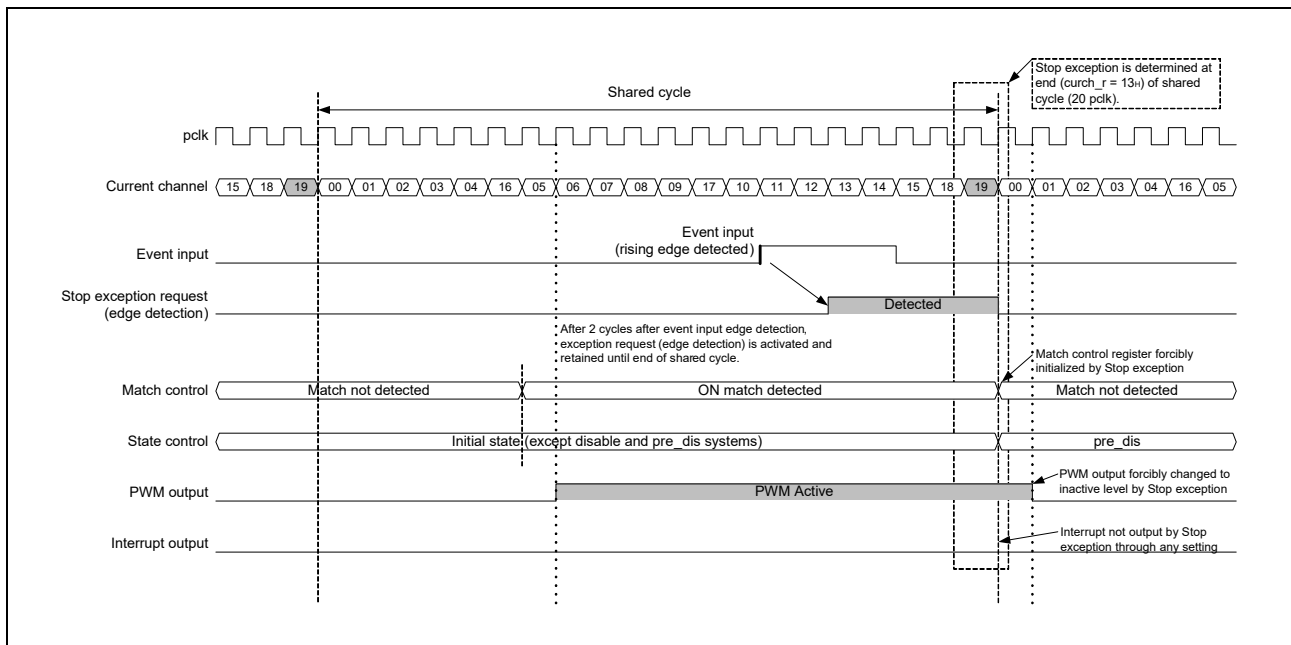 Stop exception is determined at
end (curch_r = 13H) of shared
cycle (20 pclk).
Shared cycle
pclk
Current channel 15 18 19 00 01 02 03 04 16 05 06 07 08 09 17 10 11 12 13 14 15 18 19 00 01 02 03 04 16 05
Event input
(rising edge detected)
Event input
Stop exception request
(edge detection)
Detected
After 2 cycles after event input edge detection,
exception request (edge detection) is activated and
retained until end of shared cycle.
Match control register forcibly
initialized by Stop exception
Match control Match not detected ON match detected Match not detected
State control Initial state (except disable and pre_dis systems) pre_dis
PWM output PWM Active
PWM output forcibly changed to
inactive level by Stop exception
Interrupt output
Interrupt not output by Stop
exception through any setting